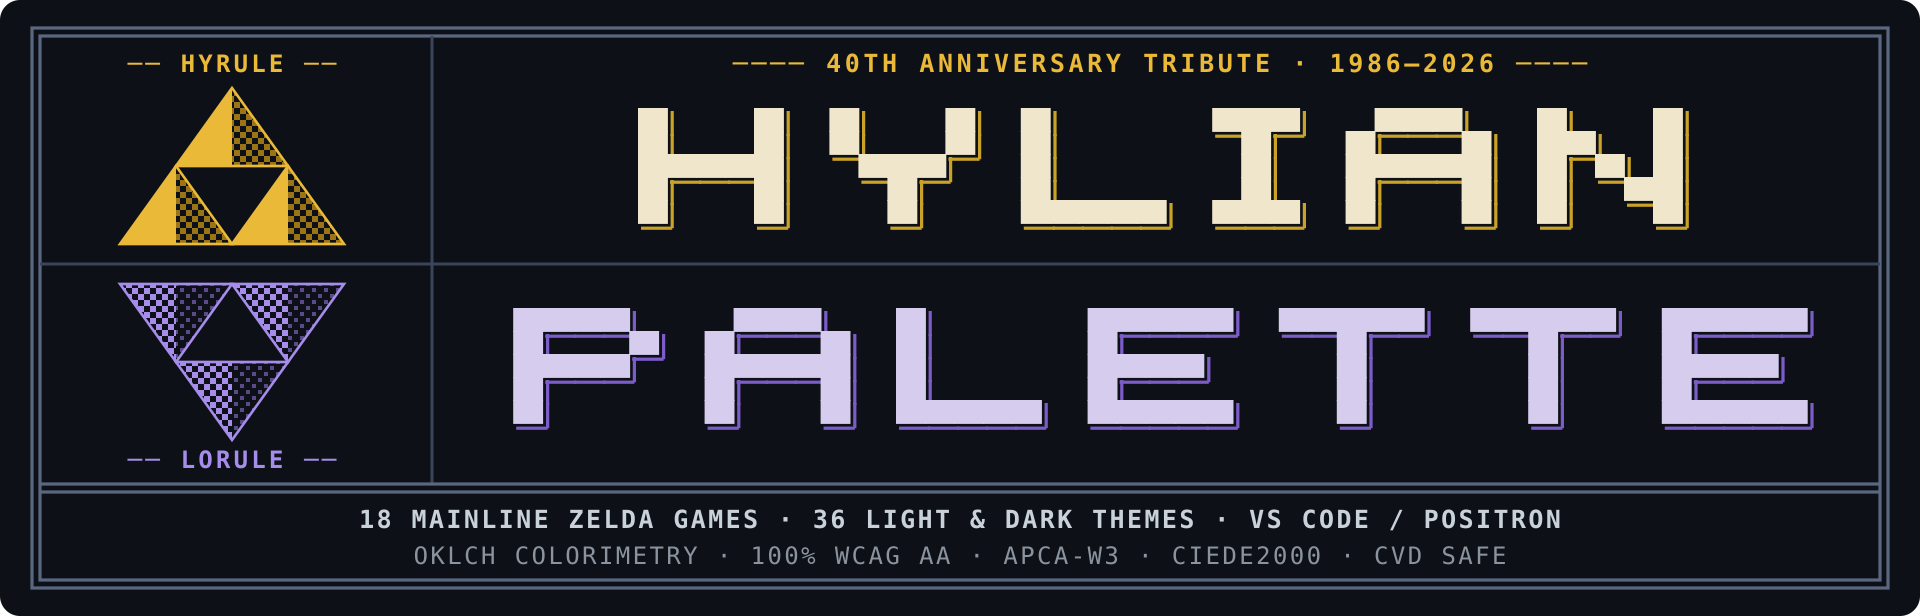 —— HYRULE ——
———— 40TH ANNIVERSARY TRIBUTE · 1986–2026 ————
HYLIAN
PALETTE
—— LORULE ——
18 MAINLINE ZELDA GAMES · 36 LIGHT & DARK THEMES · VS CODE / POSITRON
OKLCH COLORIMETRY · 100% WCAG AA · APCA-W3 · CIEDE2000 · CVD SAFE